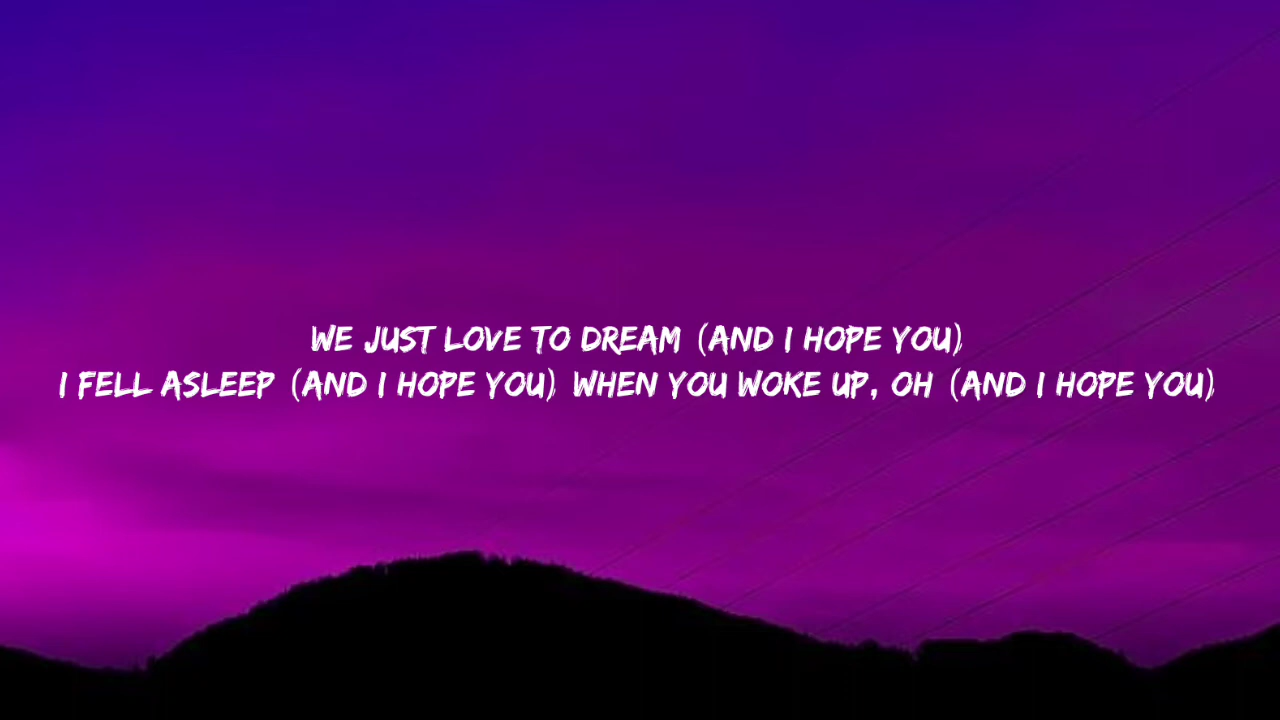 WE JUST LOVE TO DREAM (AND I HOPE YOU)
I FELL ASLEEP (AND I HOPE YOU) WHEN YOU WOKE UP, OH (AND I HOPE YOU)